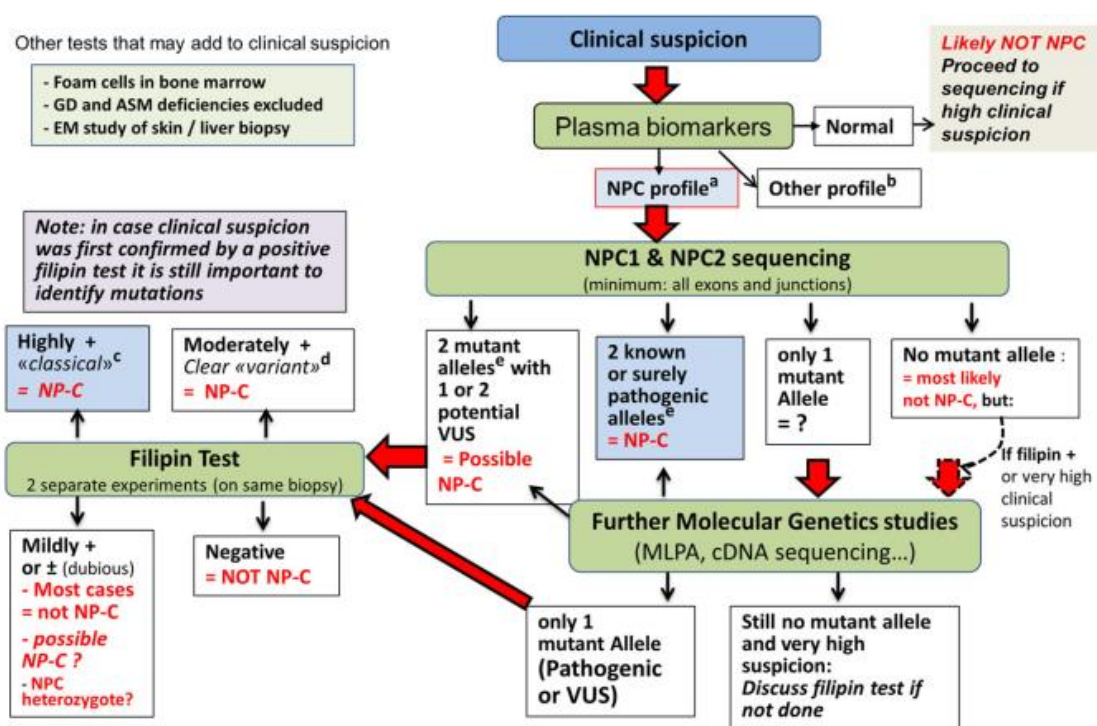 Other tests that may add to clinical suspicion
- Foam cells in bone marrow
- GD and ASM deficiencies excluded
- EM study of skin / liver biopsy
Clinical suspicion
Likely NOT NPC
Proceed to
sequencing if
high clinical
suspicion
Plasma biomarkers
Normal
NPC profileᵃ
Other profileᵇ
Note: in case clinical suspicion
was first confirmed by a positive
filipin test it is still important to
identify mutations
NPC1 & NPC2 sequencing
(minimum: all exons and junctions)
Highly +
«classical»ᶜ
= NP-C
Moderately +
Clear «variant»ᵈ
= NP-C
2 mutant
allelesᵉ with
1 or 2
potential
VUS
= Possible
NP-C
2 known
or surely
pathogenic
allelesᵉ
= NP-C
only 1
mutant
Allele
= ?
No mutant allele :
= most likely
not NP-C, but:
If filipin +
or very high
clinical
suspicion
Filipin Test
2 separate experiments (on same biopsy)
Further Molecular Genetics studies
(MLPA, cDNA sequencing...)
Mildly +
or ± (dubious)
- Most cases
= not NP-C
- possible
NP-C ?
- NPC
heterozygote?
Negative
= NOT NP-C
only 1
mutant Allele
(Pathogenic
or VUS)
Still no mutant allele
and very high
suspicion:
Discuss filipin test if
not done